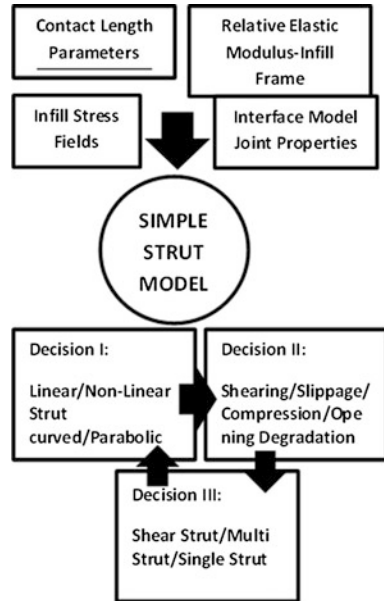 Contact Length
Parameters
Relative Elastic
Modulus-Infill
Frame
Infill Stress
Fields
Interface Model
Joint Properties
SIMPLE
STRUT
MODEL
Decision I:
Linear/Non-Linear
Strut
curved/Parabolic
Decision II:
Shearing/Slippage/
Compression/Ope
ning Degradation
Decision III:
Shear Strut/Multi
Strut/Single Strut